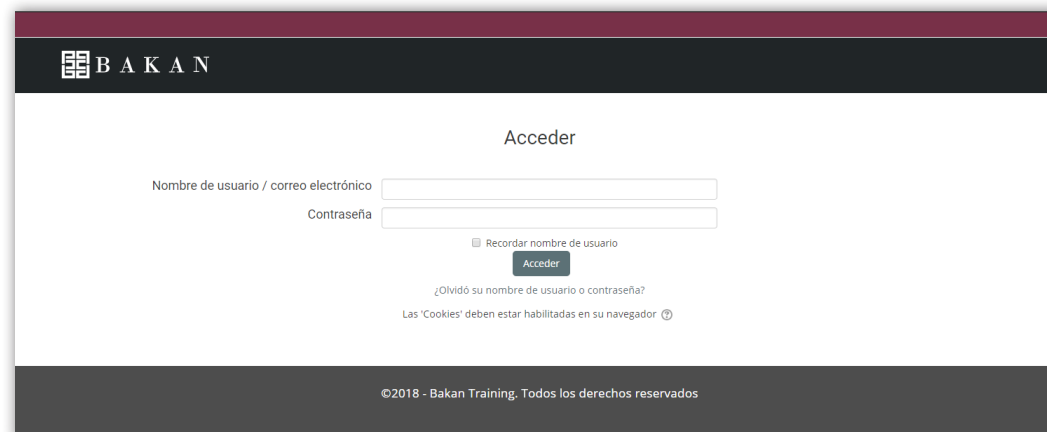 BAKAN
Acceder
Nombre de usuario / correo electrónico
Contraseña
Recordar nombre de usuario
Acceder
¿Olvidó su nombre de usuario o contraseña?
Las 'Cookies' deben estar habilitadas en su navegador ?
©2018 - Bakan Training. Todos los derechos reservados